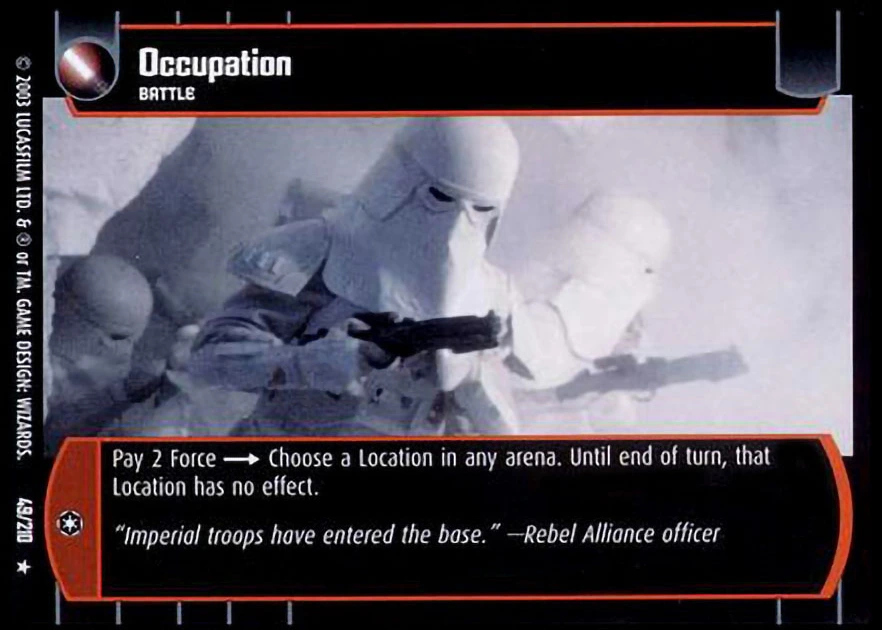 Occupation
BATTLE
Pay 2 Force → Choose a Location in any arena. Until end of turn, that
Location has no effect.
"Imperial troops have entered the base." —Rebel Alliance officer
© 2003 LUCASFILM LTD. & ® or TM. GAME DESIGN: WIZARDS. 49/210 ★